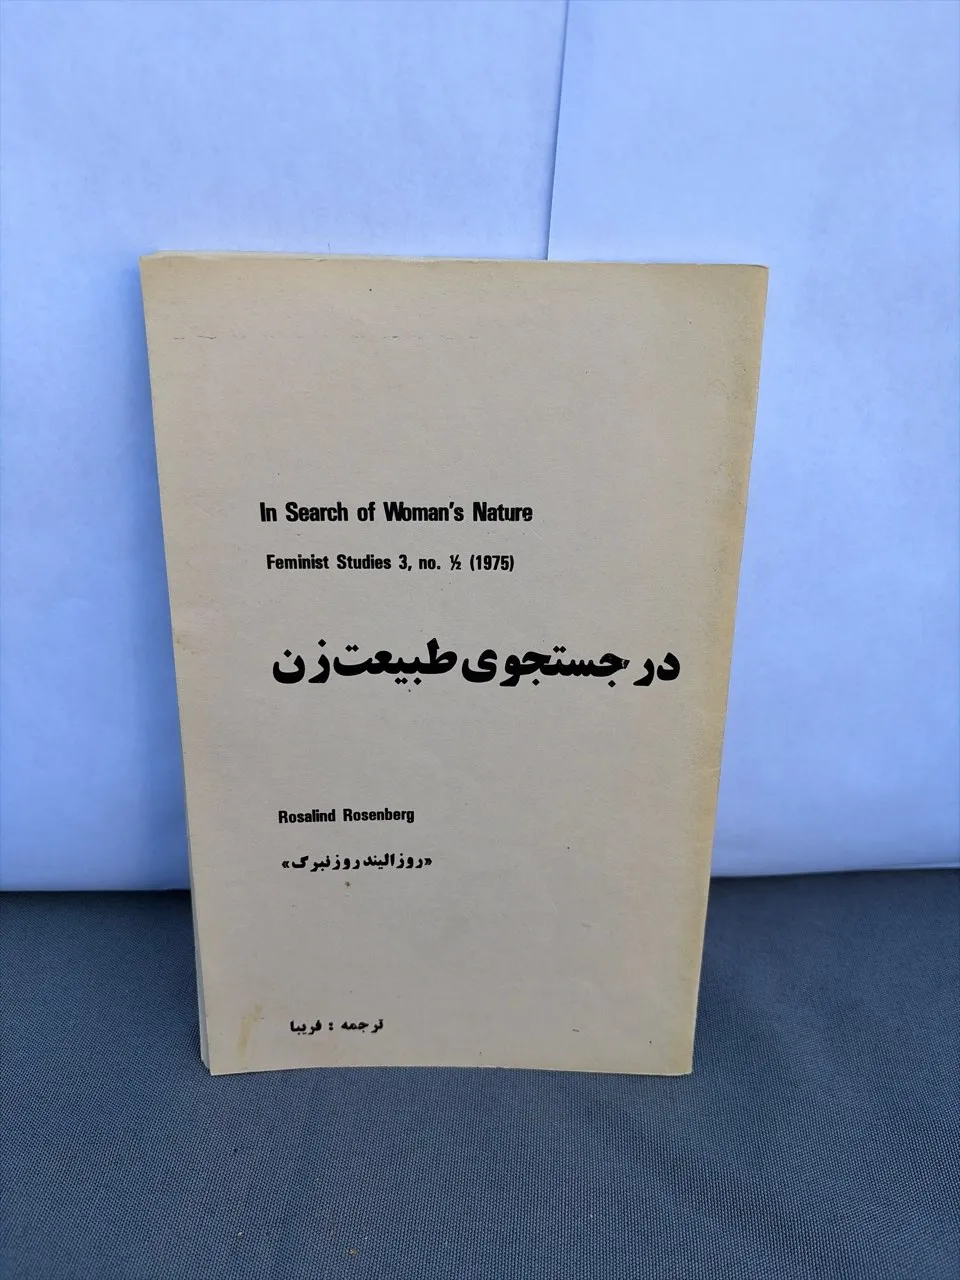 In Search of Woman's Nature
Feminist Studies 3, no. ½ (1975)
در جستجوی طبیعت زن
Rosalind Rosenberg
«روزالیند روزنبرگ»
ترجمه : فریبا